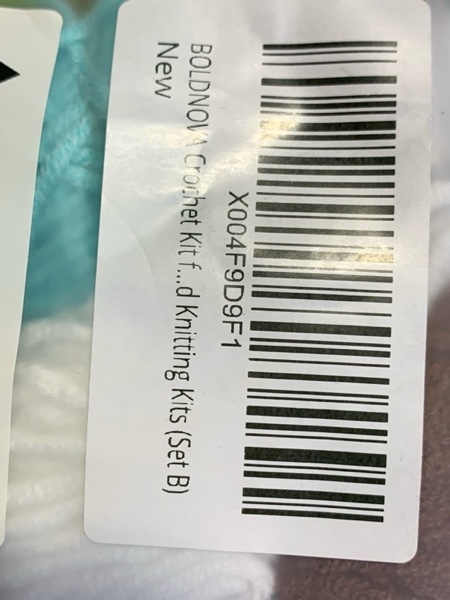 X004F9D9F1
BOLDNOVA Crochet Kit f...d Knitting Kits (Set B)
New